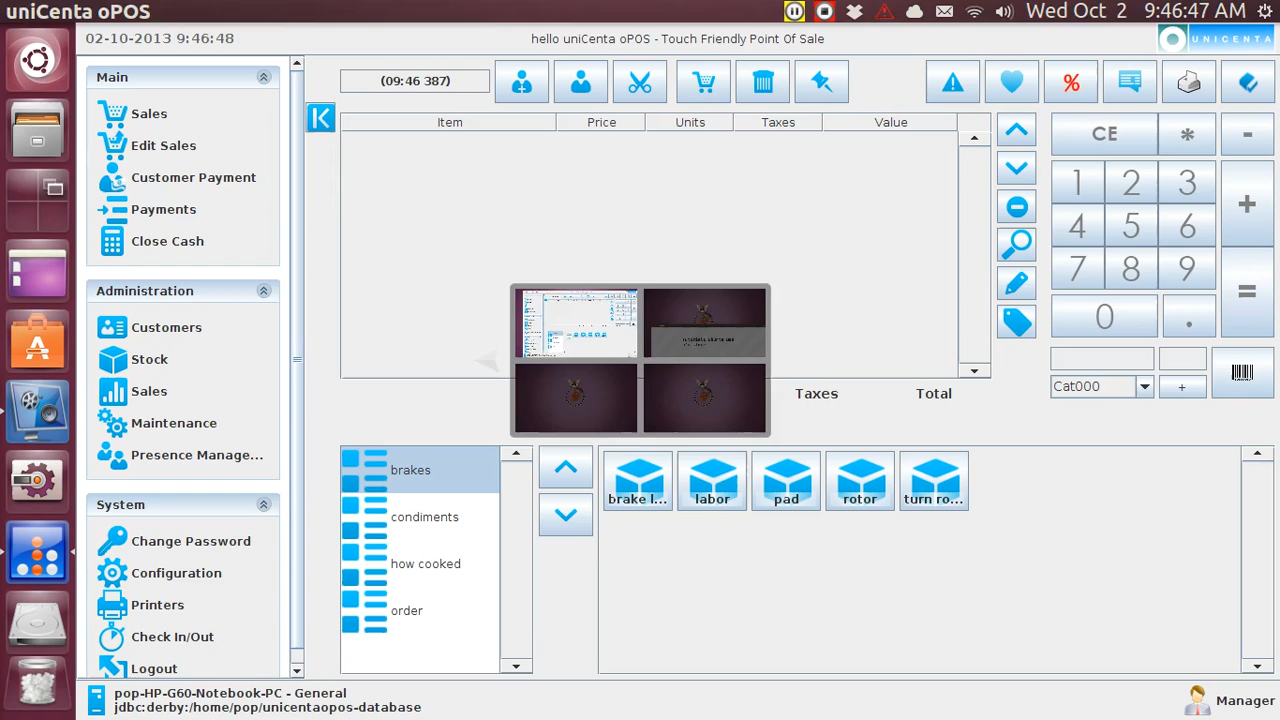 uniCenta oPOS
Wed Oct 2 9:46:47 AM
02-10-2013 9:46:48
hello uniCenta oPOS - Touch Friendly Point Of Sale
UNICENTA
Main
Sales
Edit Sales
Customer Payment
Payments
Close Cash
Administration
Customers
Stock
Sales
Maintenance
Presence Manage...
System
Change Password
Configuration
Printers
Check In/Out
Logout
(09:46 387)
%
Item Price Units Taxes Value
CE * -
1 2 3
+
4 5 6
7 8 9
=
0 .
Cat000 +
Taxes Total
brakes
condiments
how cooked
order
brake l... labor pad rotor turn ro...
pop-HP-G60-Notebook-PC - General
jdbc:derby:/home/pop/unicentaopos-database
Manager